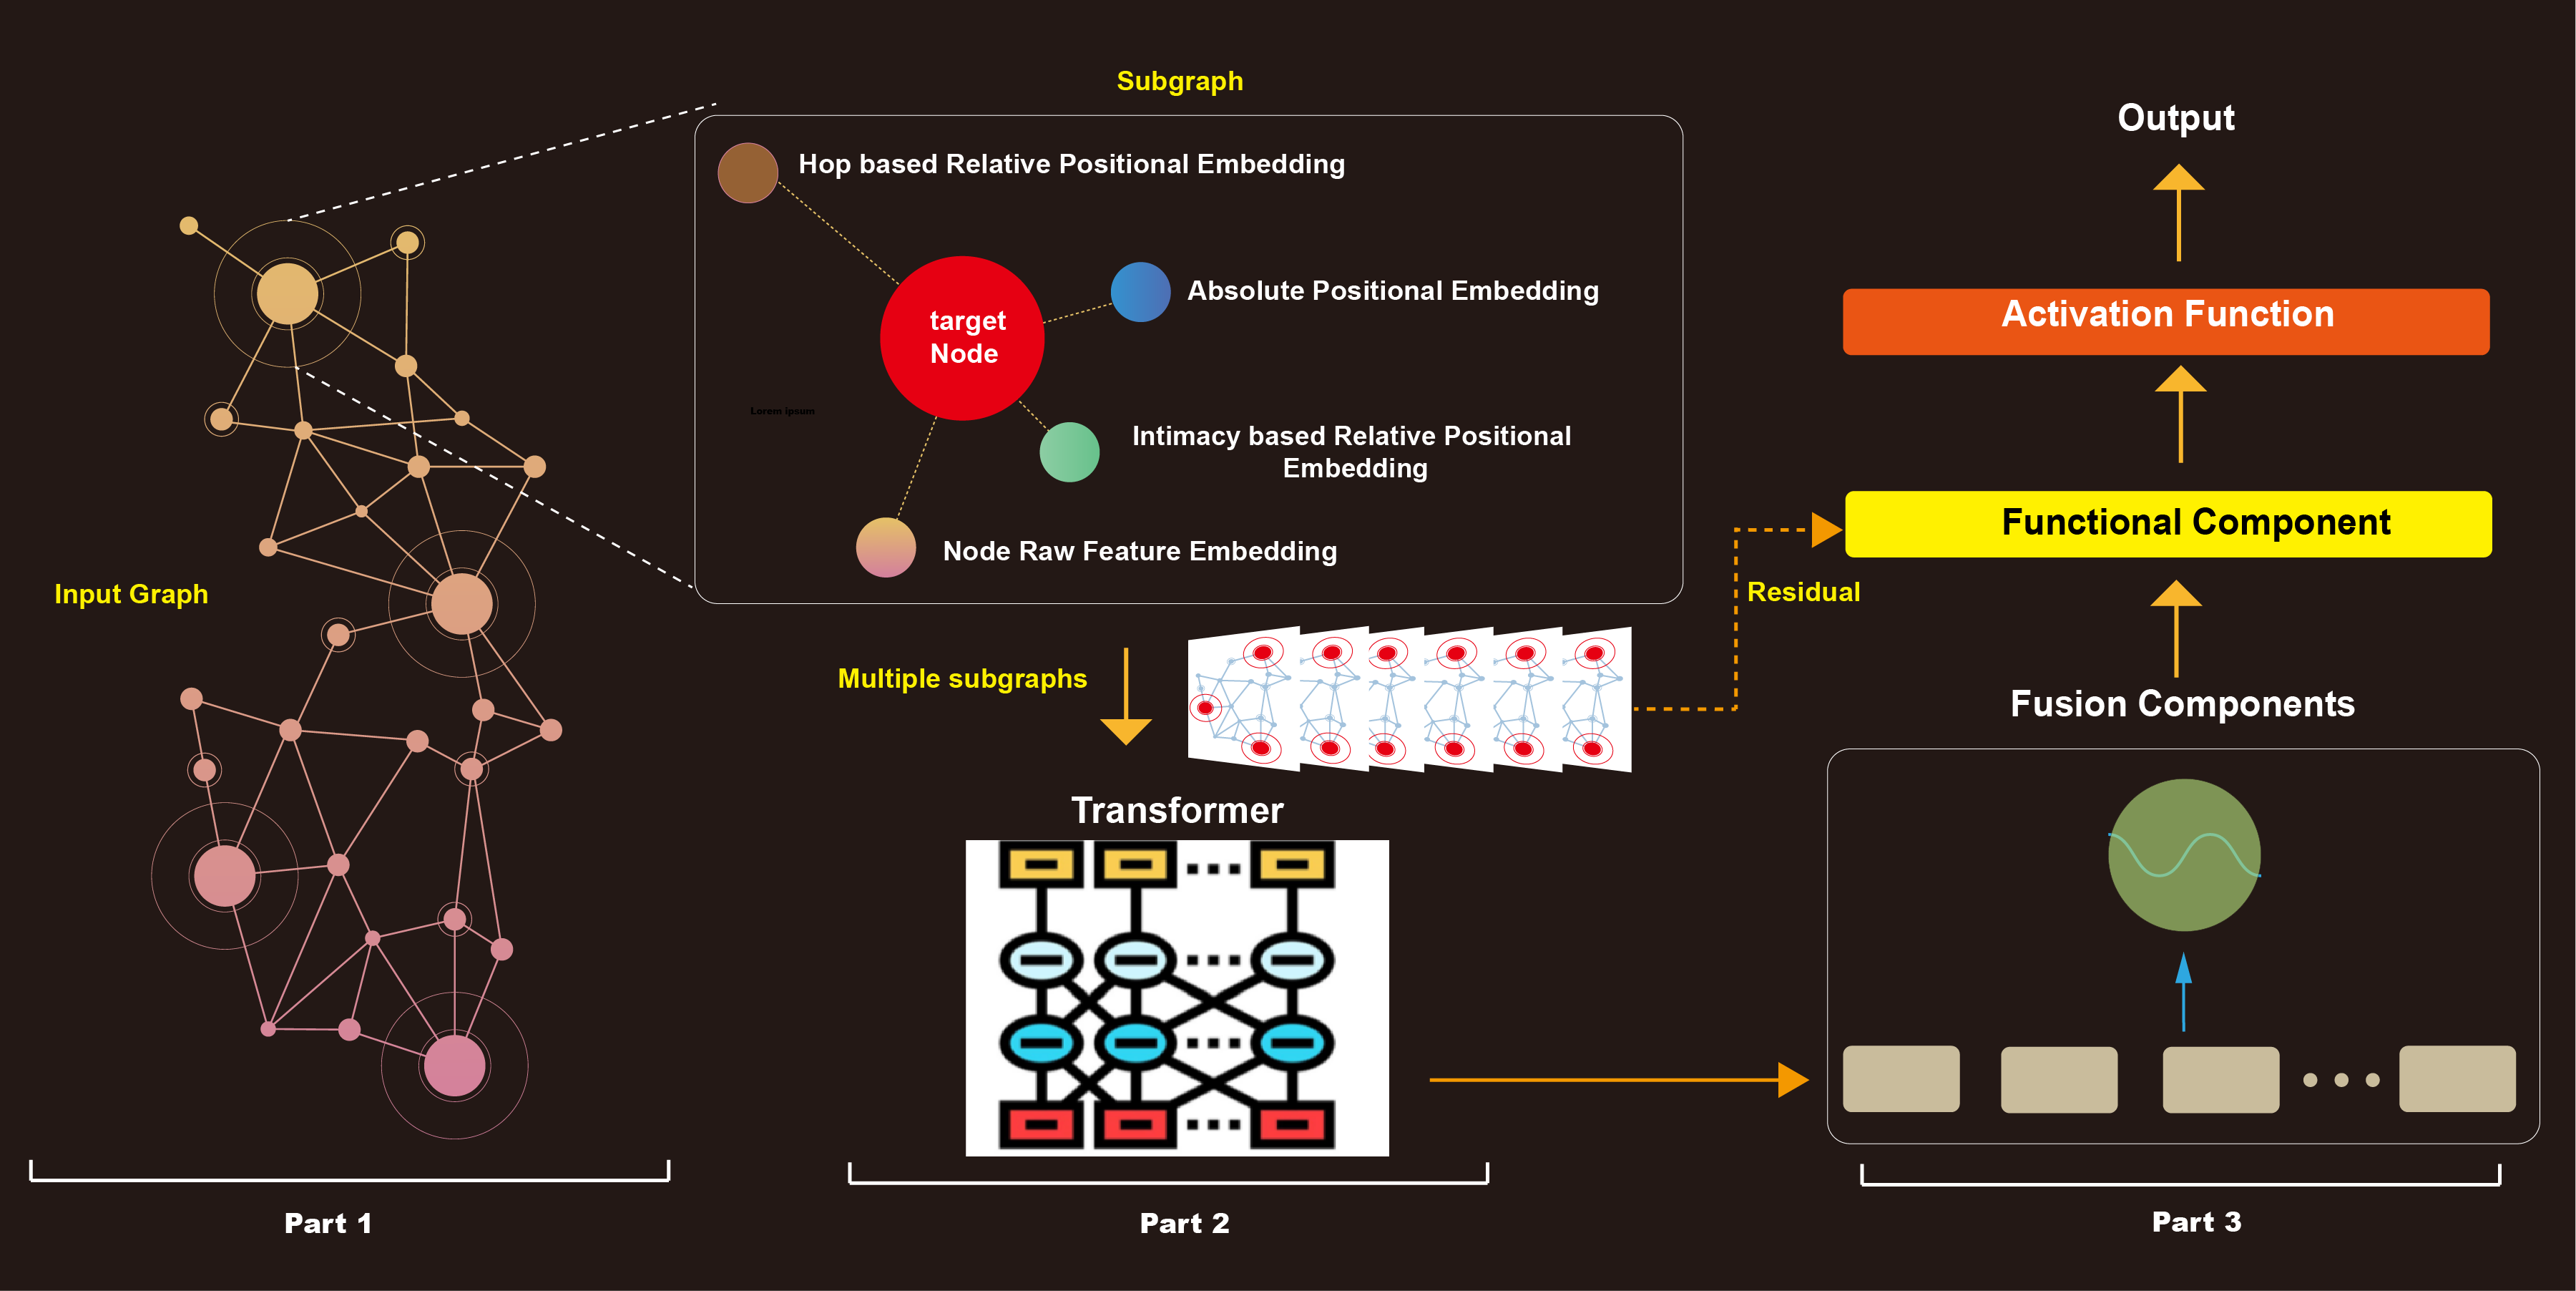 Subgraph
Hop based Relative Positional Embedding
target
Node
Absolute Positional Embedding
Lorem ipsum
Intimacy based Relative Positional
Embedding
Node Raw Feature Embedding
Input Graph
Multiple subgraphs
Transformer
Residual
Output
Activation Function
Functional Component
Fusion Components
Part 1
Part 2
Part 3